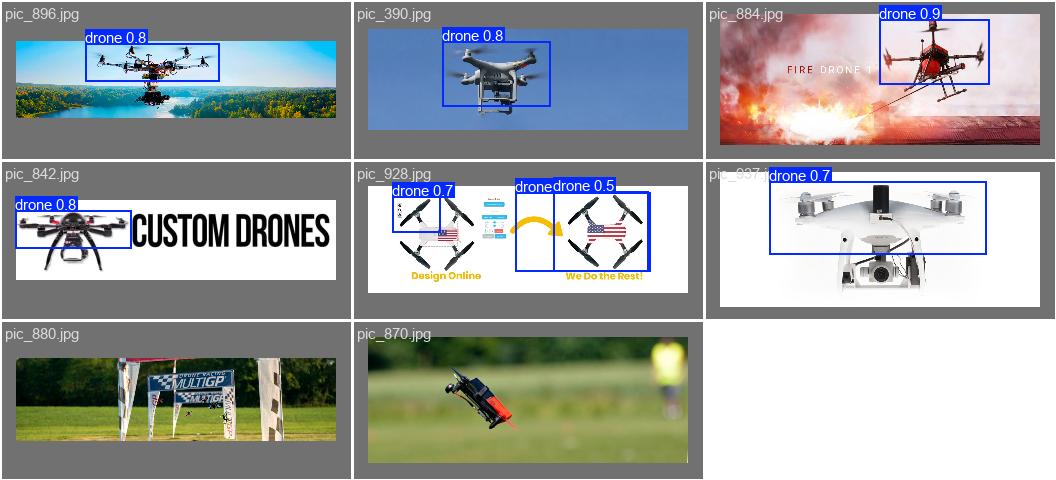 pic_896.jpg
drone 0.8
pic_390.jpg
drone 0.8
pic_884.jpg
drone 0.9
FIRE DRONE
pic_842.jpg
drone 0.8
CUSTOM DRONES
pic_928.jpg
drone 0.7
drone
drone 0.5
Design Online
We Do the Rest!
pic_937.jpg
drone 0.7
pic_880.jpg
DRONE RACING
MULTIGP
MULTIGP
pic_870.jpg